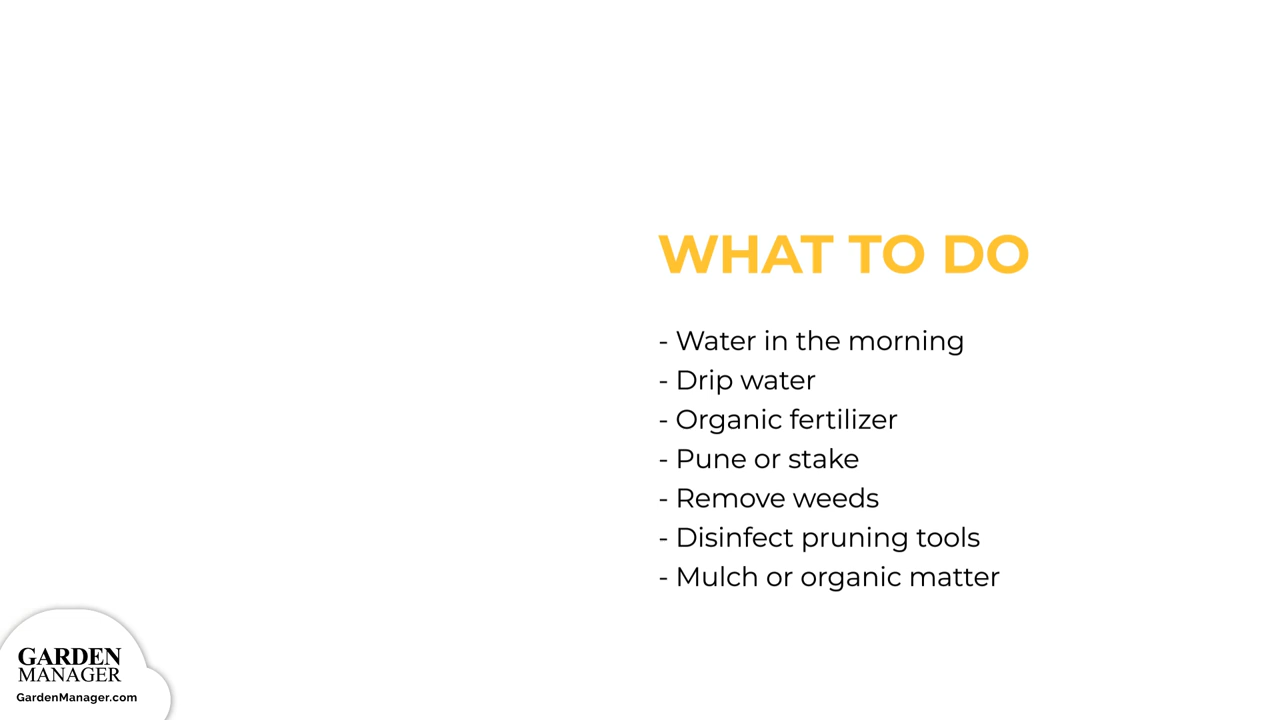 WHAT TO DO
- Water in the morning
- Drip water
- Organic fertilizer
- Pune or stake
- Remove weeds
- Disinfect pruning tools
- Mulch or organic matter
GARDEN
MANAGER
GardenManager.com